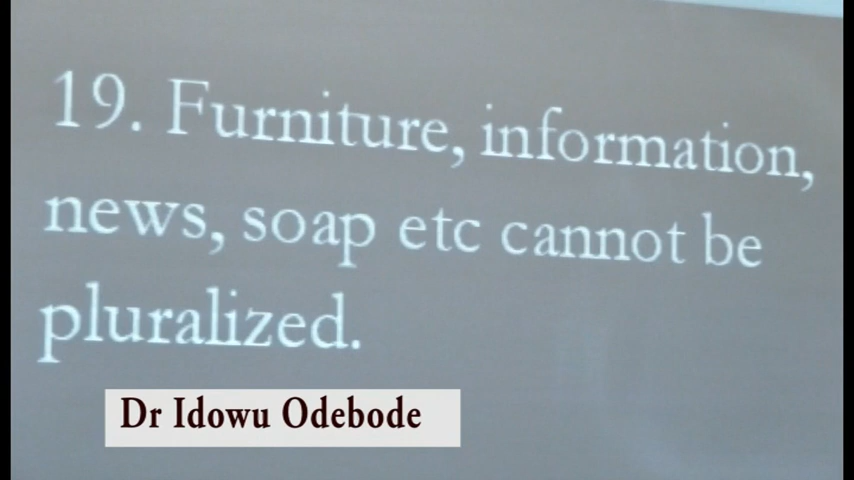 19. Furniture, information,
news, soap etc cannot be
pluralized.
Dr Idowu Odebode